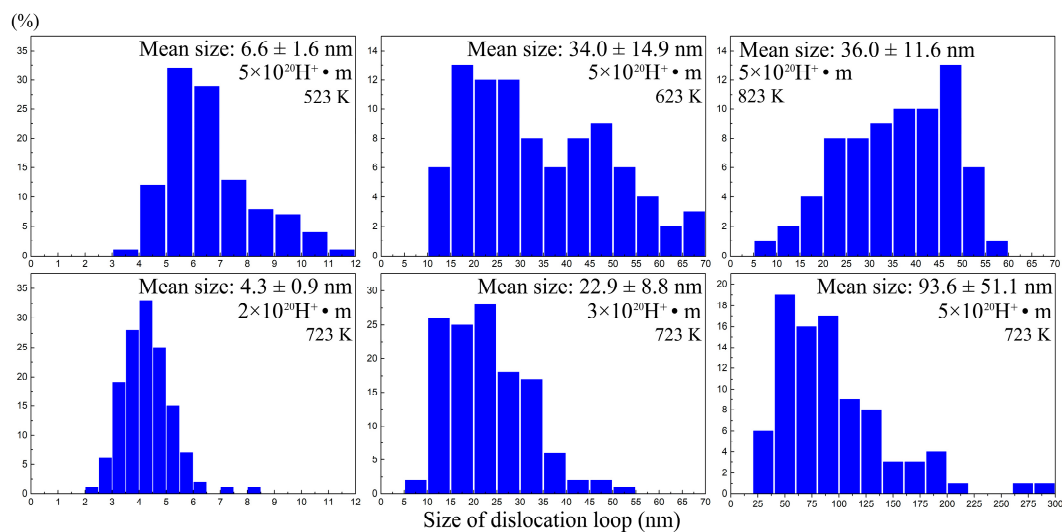 (%)
Mean size: 6.6 ± 1.6 nm
5×10²⁰H⁺ • m
523 K
35
30
25
20
15
10
5
0
0 1 2 3 4 5 6 7 8 9 10 11 12
Mean size: 34.0 ± 14.9 nm
5×10²⁰H⁺ • m
623 K
14
12
10
8
6
4
2
0
0 5 10 15 20 25 30 35 40 45 50 55 60 65 70
Mean size: 36.0 ± 11.6 nm
5×10²⁰H⁺ • m
823 K
14
12
10
8
6
4
2
0
0 5 10 15 20 25 30 35 40 45 50 55 60 65 70
Mean size: 4.3 ± 0.9 nm
2×10²⁰H⁺ • m
723 K
35
30
25
20
15
10
5
0
0 1 2 3 4 5 6 7 8 9 10 11 12
Mean size: 22.9 ± 8.8 nm
3×10²⁰H⁺ • m
723 K
30
25
20
15
10
5
0
0 5 10 15 20 25 30 35 40 45 50 55 60 65 70
Mean size: 93.6 ± 51.1 nm
5×10²⁰H⁺ • m
723 K
20
18
16
14
12
10
8
6
4
2
0
0 25 50 75 100 125 150 175 200 225 250 275 300
Size of dislocation loop (nm)